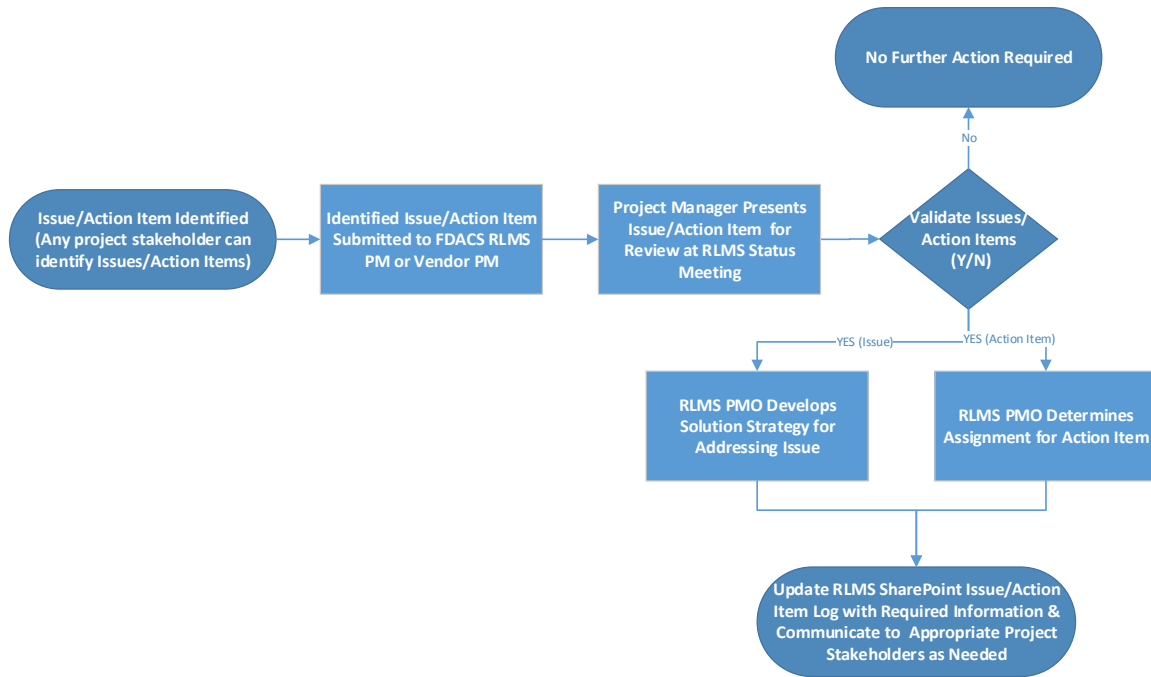 No Further Action Required
No
Issue/Action Item Identified
(Any project stakeholder can
identify Issues/Action Items)
Identified Issue/Action Item
Submitted to FDACS RLMS
PM or Vendor PM
Project Manager Presents
Issue/Action Item for
Review at RLMS Status
Meeting
Validate Issues/
Action Items
(Y/N)
YES (Issue)
YES (Action Item)
RLMS PMO Develops
Solution Strategy for
Addressing Issue
RLMS PMO Determines
Assignment for Action Item
Update RLMS SharePoint Issue/Action
Item Log with Required Information &
Communicate to Appropriate Project
Stakeholders as Needed